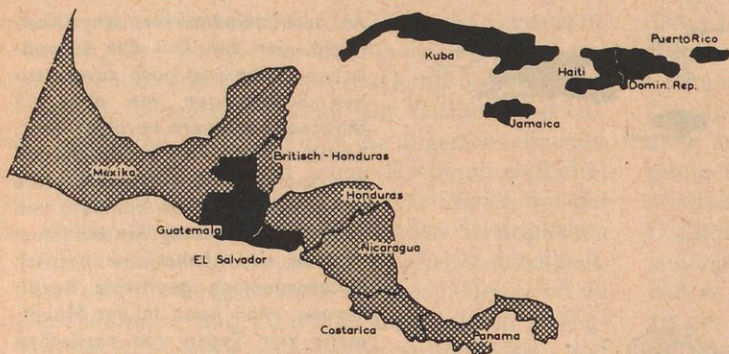 Kuba
Puerto Rico
Haiti
Domin. Rep.
Jamaica
Mexiko
Britisch-Honduras
Honduras
Guatemala
Nicaragua
EL Salvador
Costarica
Panama